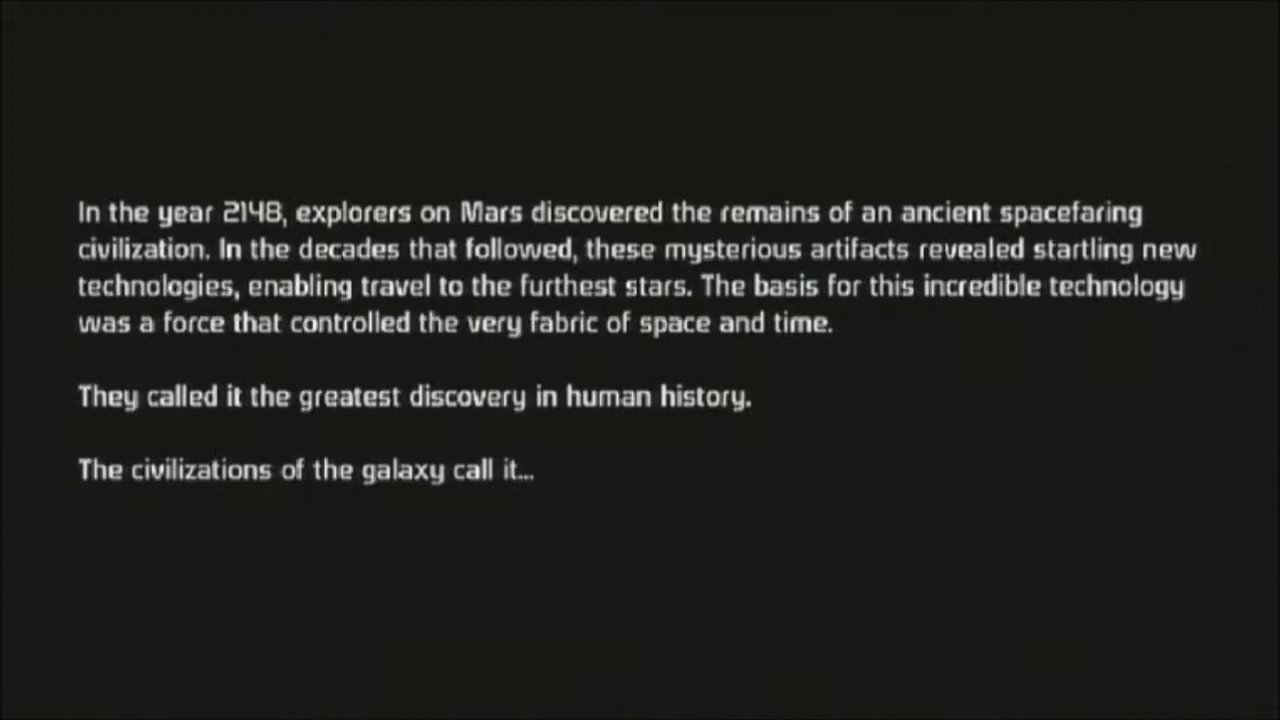 In the year 2148, explorers on Mars discovered the remains of an ancient spacefaring
civilization. In the decades that followed, these mysterious artifacts revealed startling new
technologies, enabling travel to the furthest stars. The basis for this incredible technology
was a force that controlled the very fabric of space and time.
They called it the greatest discovery in human history.
The civilizations of the galaxy call it...